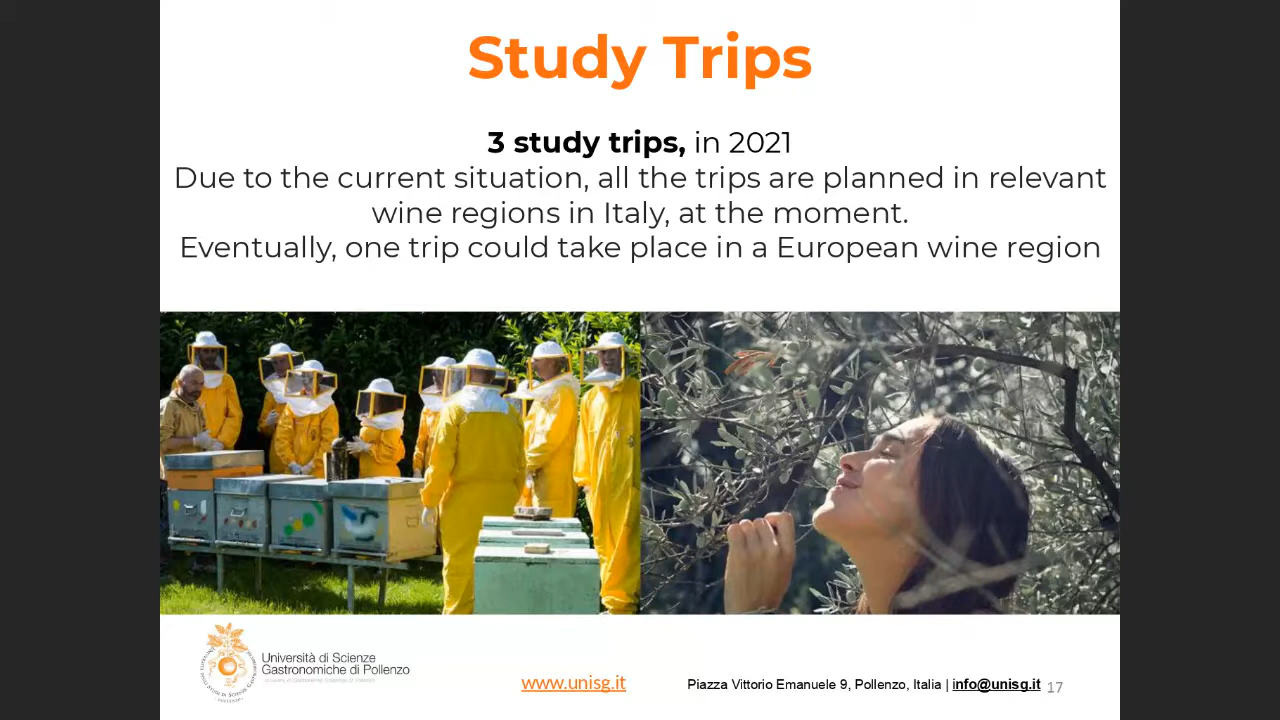 Study Trips
3 study trips, in 2021
Due to the current situation, all the trips are planned in relevant
wine regions in Italy, at the moment.
Eventually, one trip could take place in a European wine region
Università di Scienze
Gastronomiche di Pollenzo
www.unisg.it
Piazza Vittorio Emanuele 9, Pollenzo, Italia | info@unisg.it 17